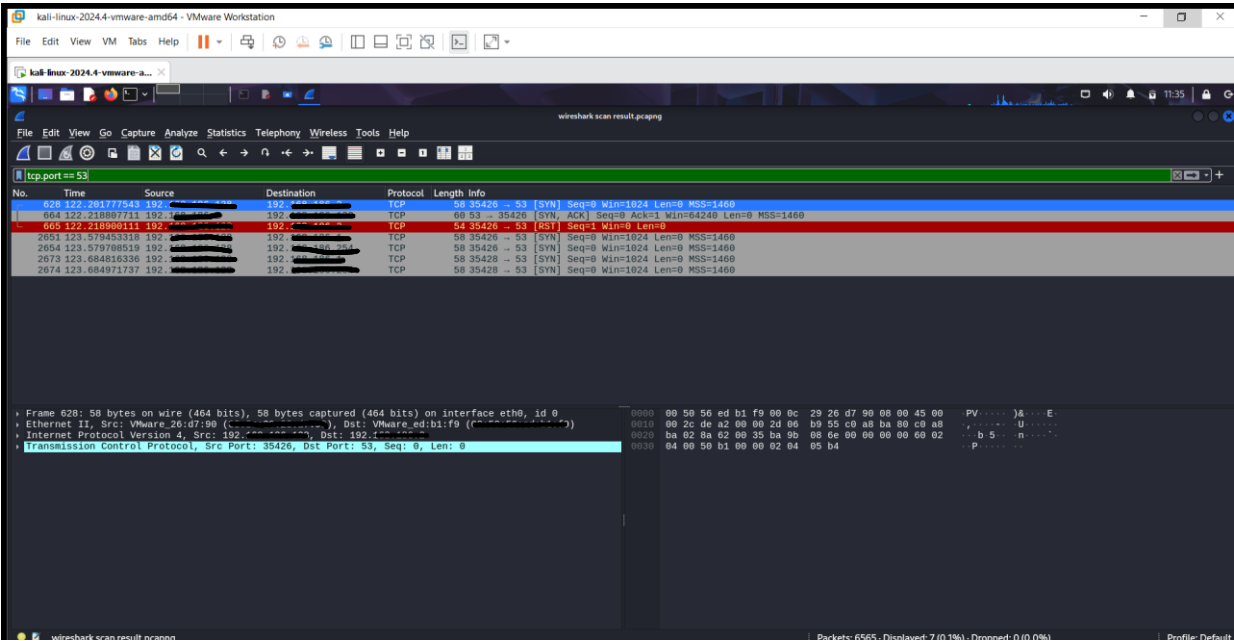 kali-linux-2024.4-vmware-amd64 - VMware Workstation
File Edit View VM Tabs Help
kali-linux-2024.4-vmware-a...
11:35
wireshark scan result.pcapng
File Edit View Go Capture Analyze Statistics Telephony Wireless Tools Help
tcp.port == 53
No. Time Source Destination Protocol Length Info
628 122.201777543 192. 192. TCP 58 35426 → 53 [SYN] Seq=0 Win=1024 Len=0 MSS=1460
664 122.218807711 192. 192. TCP 60 53 → 35426 [SYN, ACK] Seq=0 Ack=1 Win=64240 Len=0 MSS=1460
665 122.218900111 192. 192. TCP 54 35426 → 53 [RST] Seq=1 Win=0 Len=0
2651 123.579453318 192. 192. TCP 58 35426 → 53 [SYN] Seq=0 Win=1024 Len=0 MSS=1460
2654 123.579708519 192. 192. TCP 58 35426 → 53 [SYN] Seq=0 Win=1024 Len=0 MSS=1460
2673 123.684816336 192. 192. TCP 58 35428 → 53 [SYN] Seq=0 Win=1024 Len=0 MSS=1460
2674 123.684971737 192. 192. TCP 58 35428 → 53 [SYN] Seq=0 Win=1024 Len=0 MSS=1460
Frame 628: 58 bytes on wire (464 bits), 58 bytes captured (464 bits) on interface eth0, id 0
Ethernet II, Src: VMware_26:d7:90 ( ), Dst: VMware_ed:b1:f9 ( )
Internet Protocol Version 4, Src: 192. , Dst: 192.
Transmission Control Protocol, Src Port: 35426, Dst Port: 53, Seq: 0, Len: 0
0000 00 50 56 ed b1 f9 00 0c 29 26 d7 90 08 00 45 00 ·PV····· )&····E·
0010 00 2c de a2 00 00 2d 06 b9 55 c0 a8 ba 80 c0 a8 ·,····-· ·U······
0020 ba 02 8a 62 00 35 ba 9b 08 6e 00 00 00 00 60 02 ···b·5·· ·n····`·
0030 04 00 50 b1 00 00 02 04 05 b4 ··P····· ··
wireshark scan result.pcapng
Packets: 6565 · Displayed: 7 (0.1%) · Dropped: 0 (0.0%)
Profile: Default